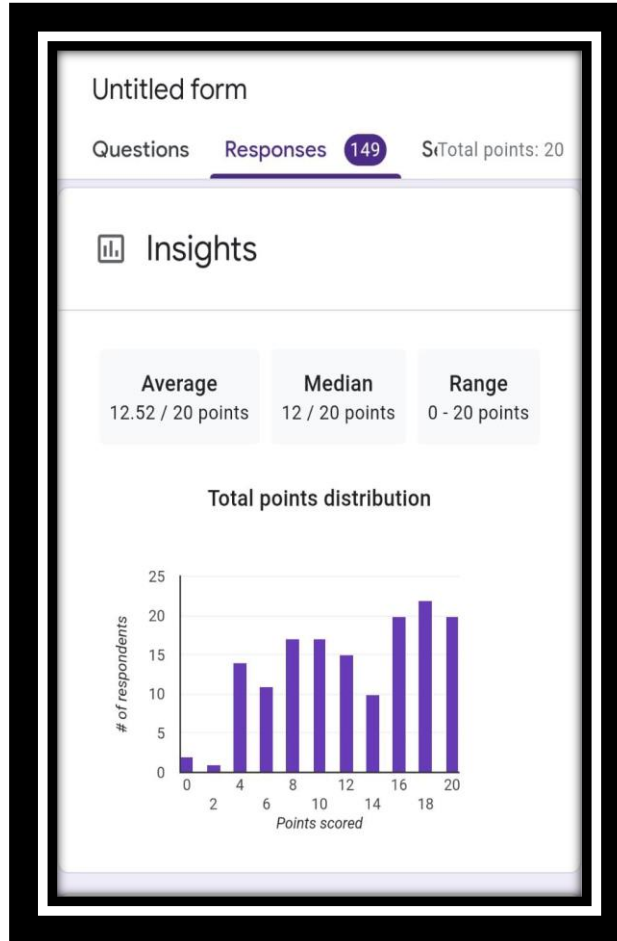 Untitled form
Questions Responses 149 Se Total points: 20
Insights
Average Median Range
12.52 / 20 points 12 / 20 points 0 - 20 points
Total points distribution
# of respondents
25
20
15
10
5
0
0 4 8 12 16 20
2 6 10 14 18
Points scored